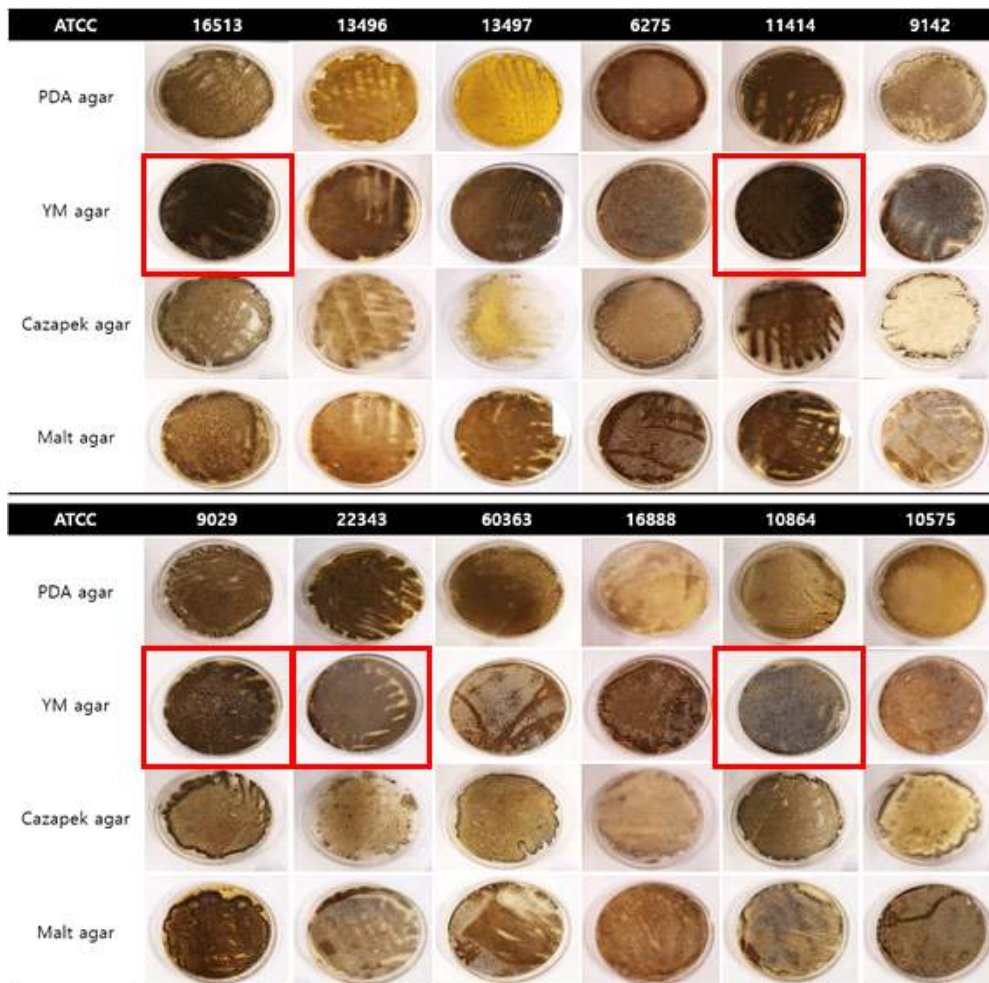 ATCC 16513 13496 13497 6275 11414 9142
PDA agar
YM agar
Cazapek agar
Malt agar
ATCC 9029 22343 60363 16888 10864 10575
PDA agar
YM agar
Cazapek agar
Malt agar